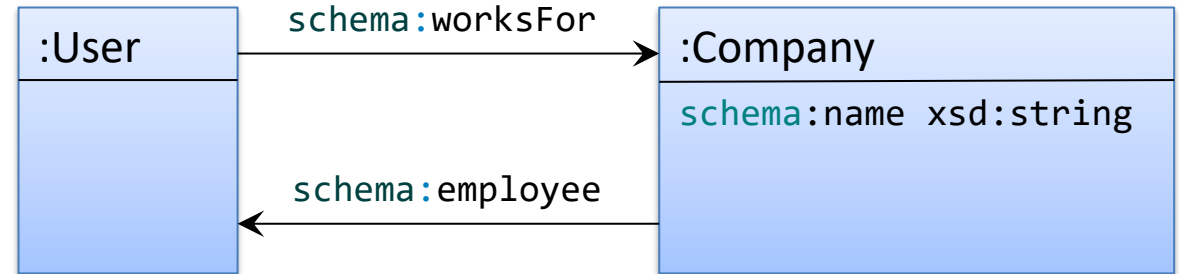 schema:worksFor
:User
:Company
schema:name xsd:string
schema:employee